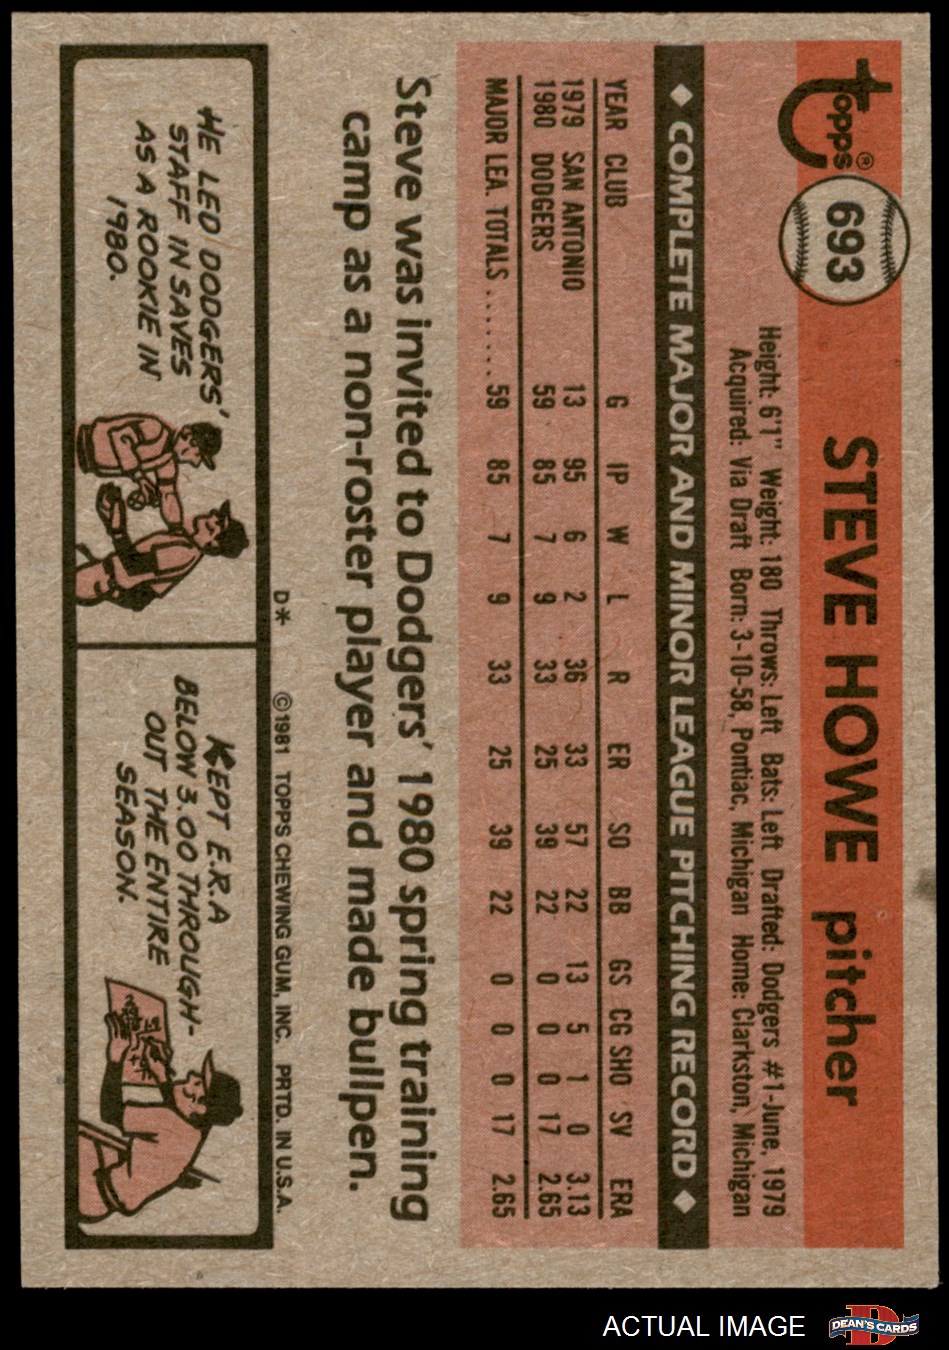 Topps®
693
STEVE HOWE pitcher
Height: 6'1" Weight: 180 Throws: Left Bats: Left Drafted: Dodgers #1-June, 1979
Acquired: Via Draft Born: 3-10-58, Pontiac, Michigan Home: Clarkston, Michigan
◆ COMPLETE MAJOR AND MINOR LEAGUE PITCHING RECORD ◆
YEAR CLUB G IP W L R ER SO BB GS CG SHO SV ERA
1979 SAN ANTONIO 13 95 6 2 36 33 57 22 13 5 1 0 3.13
1980 DODGERS 59 85 7 9 33 25 39 22 0 0 0 17 2.65
MAJOR LEA. TOTALS...... 59 85 7 9 33 25 39 22 0 0 0 17 2.65
Steve was invited to Dodgers' 1980 spring training
camp as a non-roster player and made bullpen.
D* ©1981 TOPPS CHEWING GUM, INC. PRTD. IN U.S.A.
HE LED DODGERS'
STAFF IN SAVES
AS A ROOKIE IN
1980.
KEPT E.R.A
BELOW 3.00 THROUGH-
OUT THE ENTIRE
SEASON.
ACTUAL IMAGE
DEAN'S CARDS